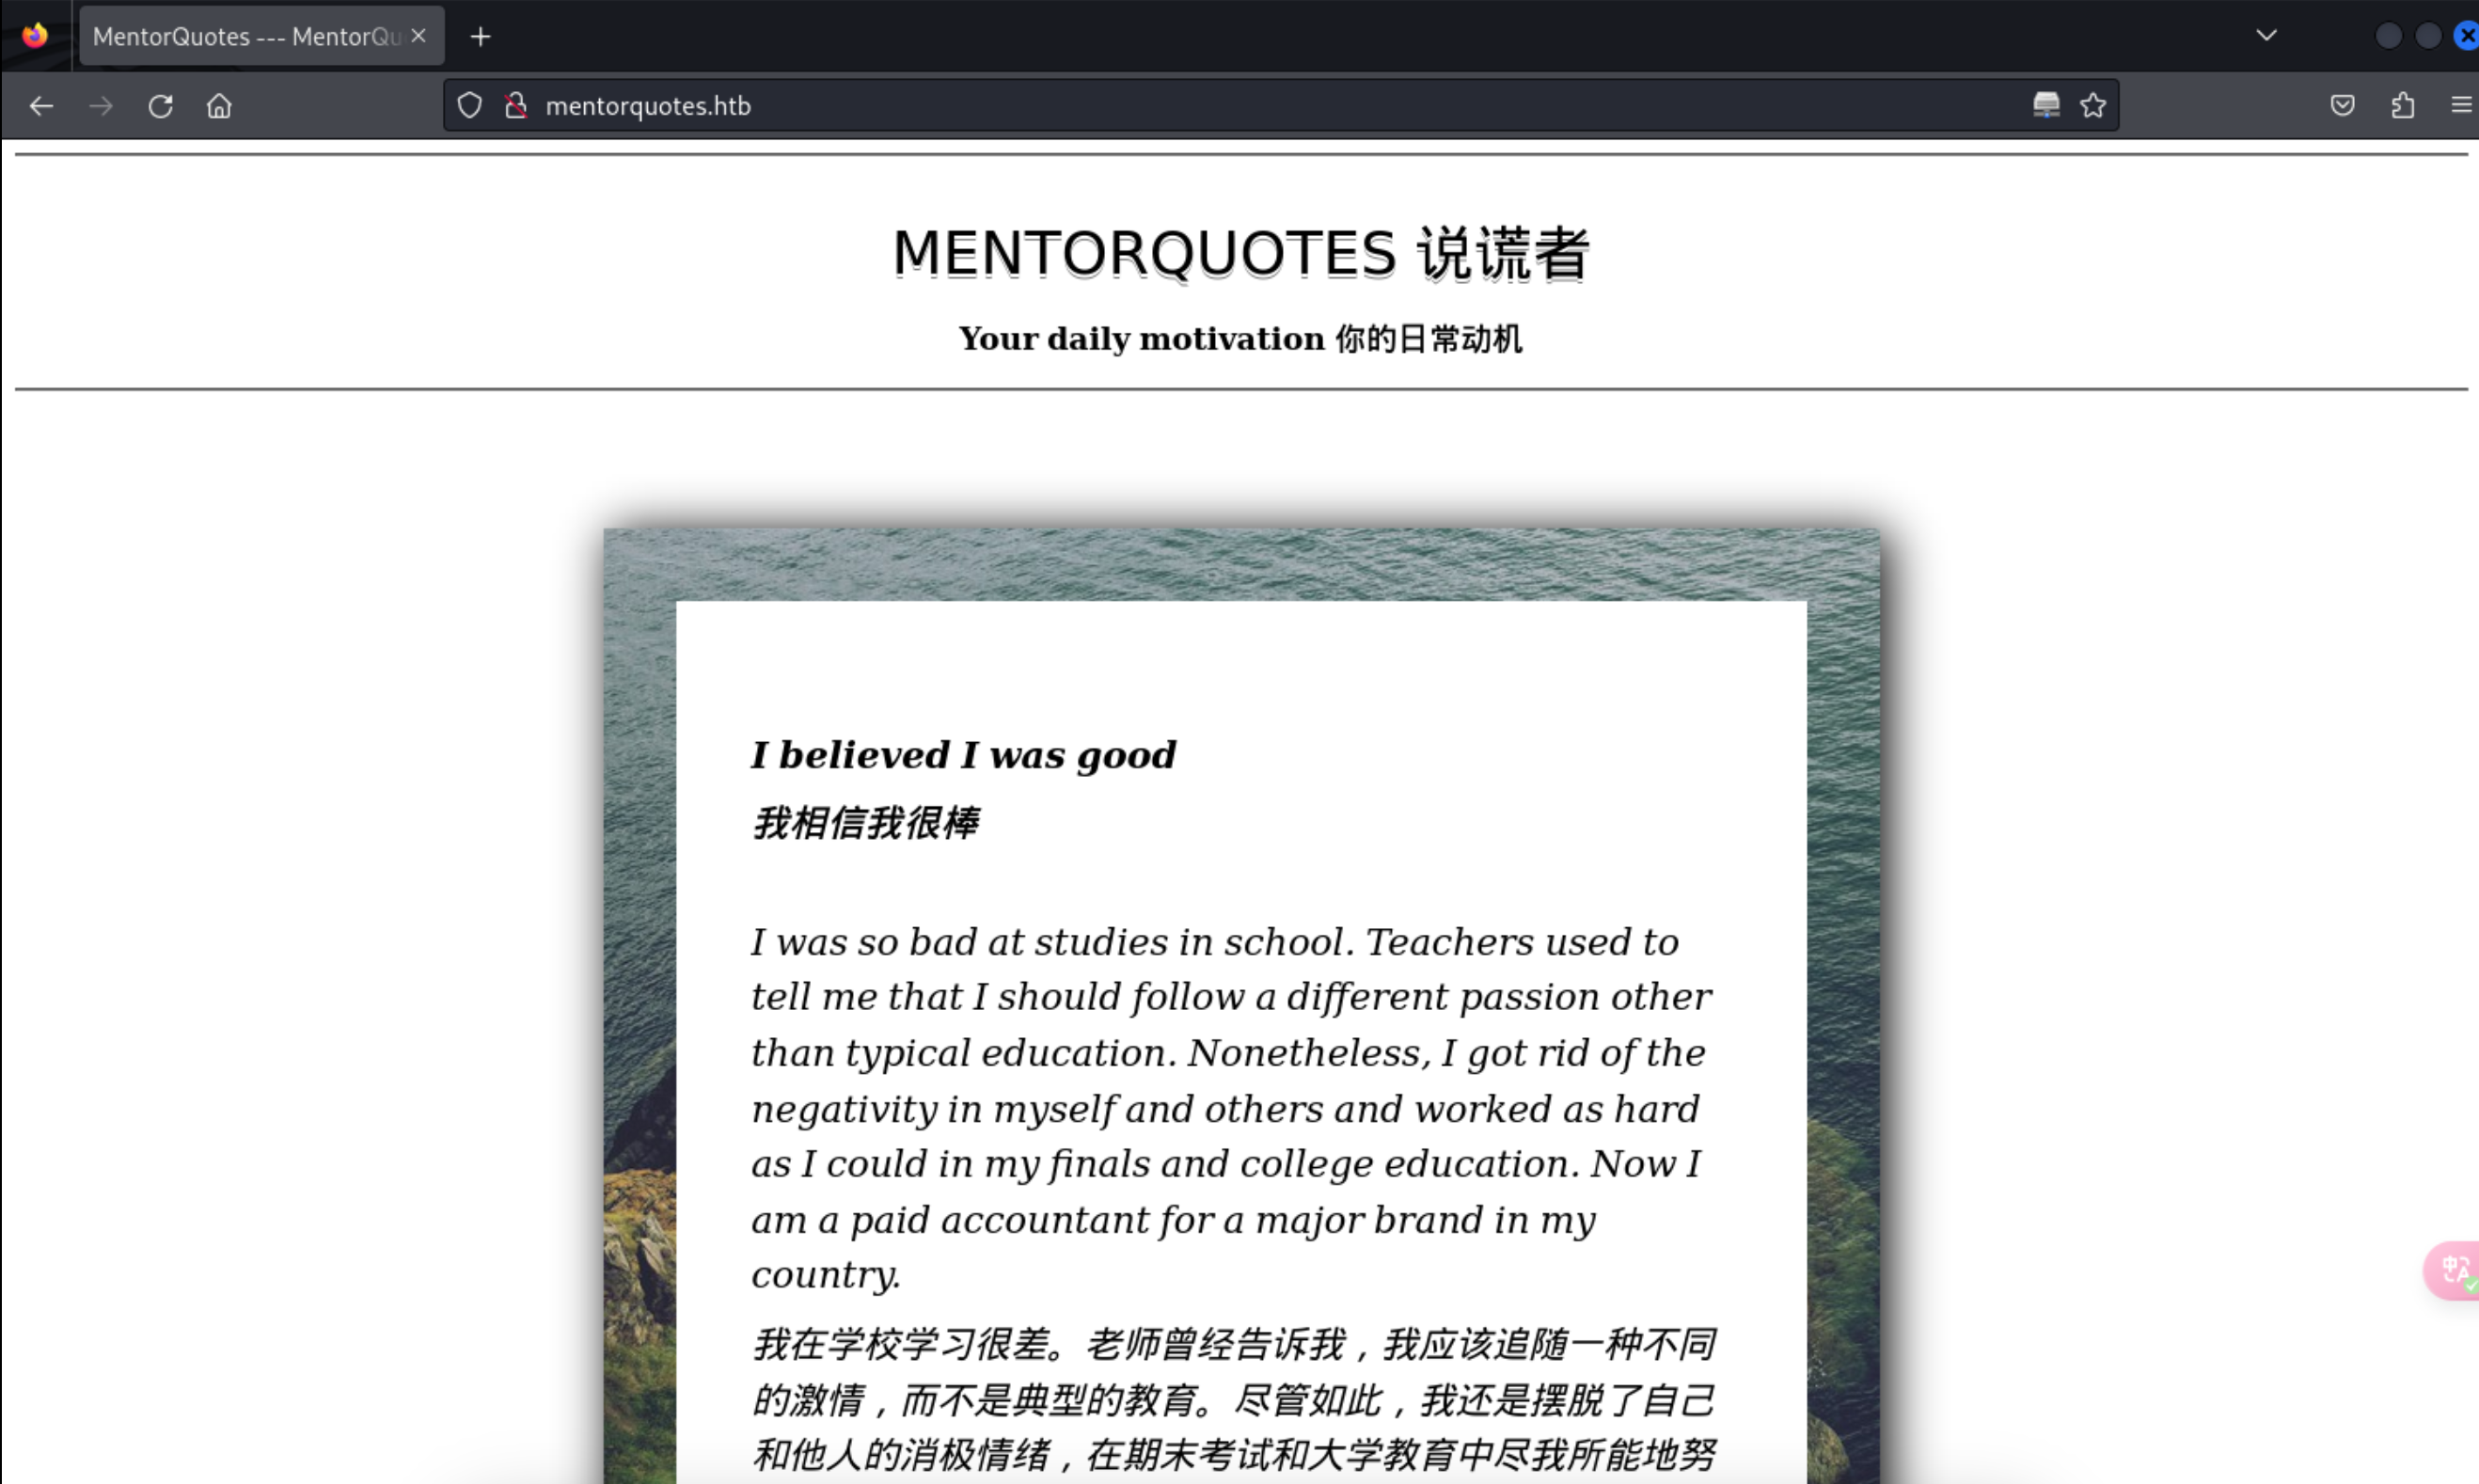 MentorQuotes --- MentorQu
mentorquotes.htb
MENTORQUOTES 说谎者
Your daily motivation 你的日常动机
I believed I was good
我相信我很棒
I was so bad at studies in school. Teachers used to
tell me that I should follow a different passion other
than typical education. Nonetheless, I got rid of the
negativity in myself and others and worked as hard
as I could in my finals and college education. Now I
am a paid accountant for a major brand in my
country.
我在学校学习很差。老师曾经告诉我，我应该追随一种不同
的激情，而不是典型的教育。尽管如此，我还是摆脱了自己
和他人的消极情绪，在期末考试和大学教育中尽我所能地努